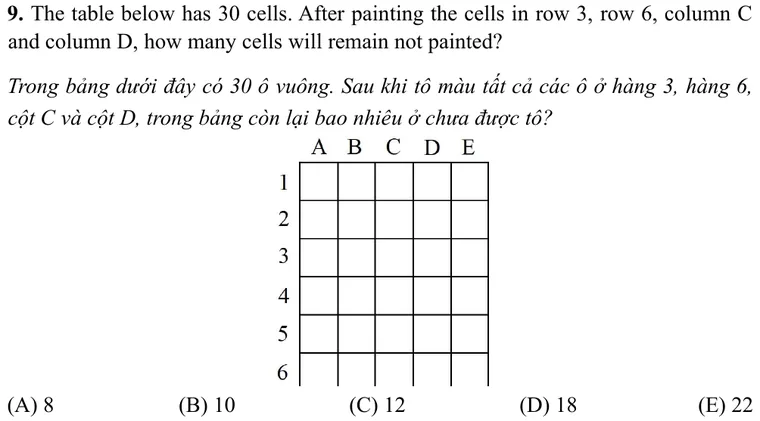 9. The table below has 30 cells. After painting the cells in row 3, row 6, column C
and column D, how many cells will remain not painted?
Trong bảng dưới đây có 30 ô vuông. Sau khi tô màu tất cả các ô ở hàng 3, hàng 6,
cột C và cột D, trong bảng còn lại bao nhiêu ở chưa được tô?
A B C D E
1
2
3
4
5
6
(A) 8 (B) 10 (C) 12 (D) 18 (E) 22